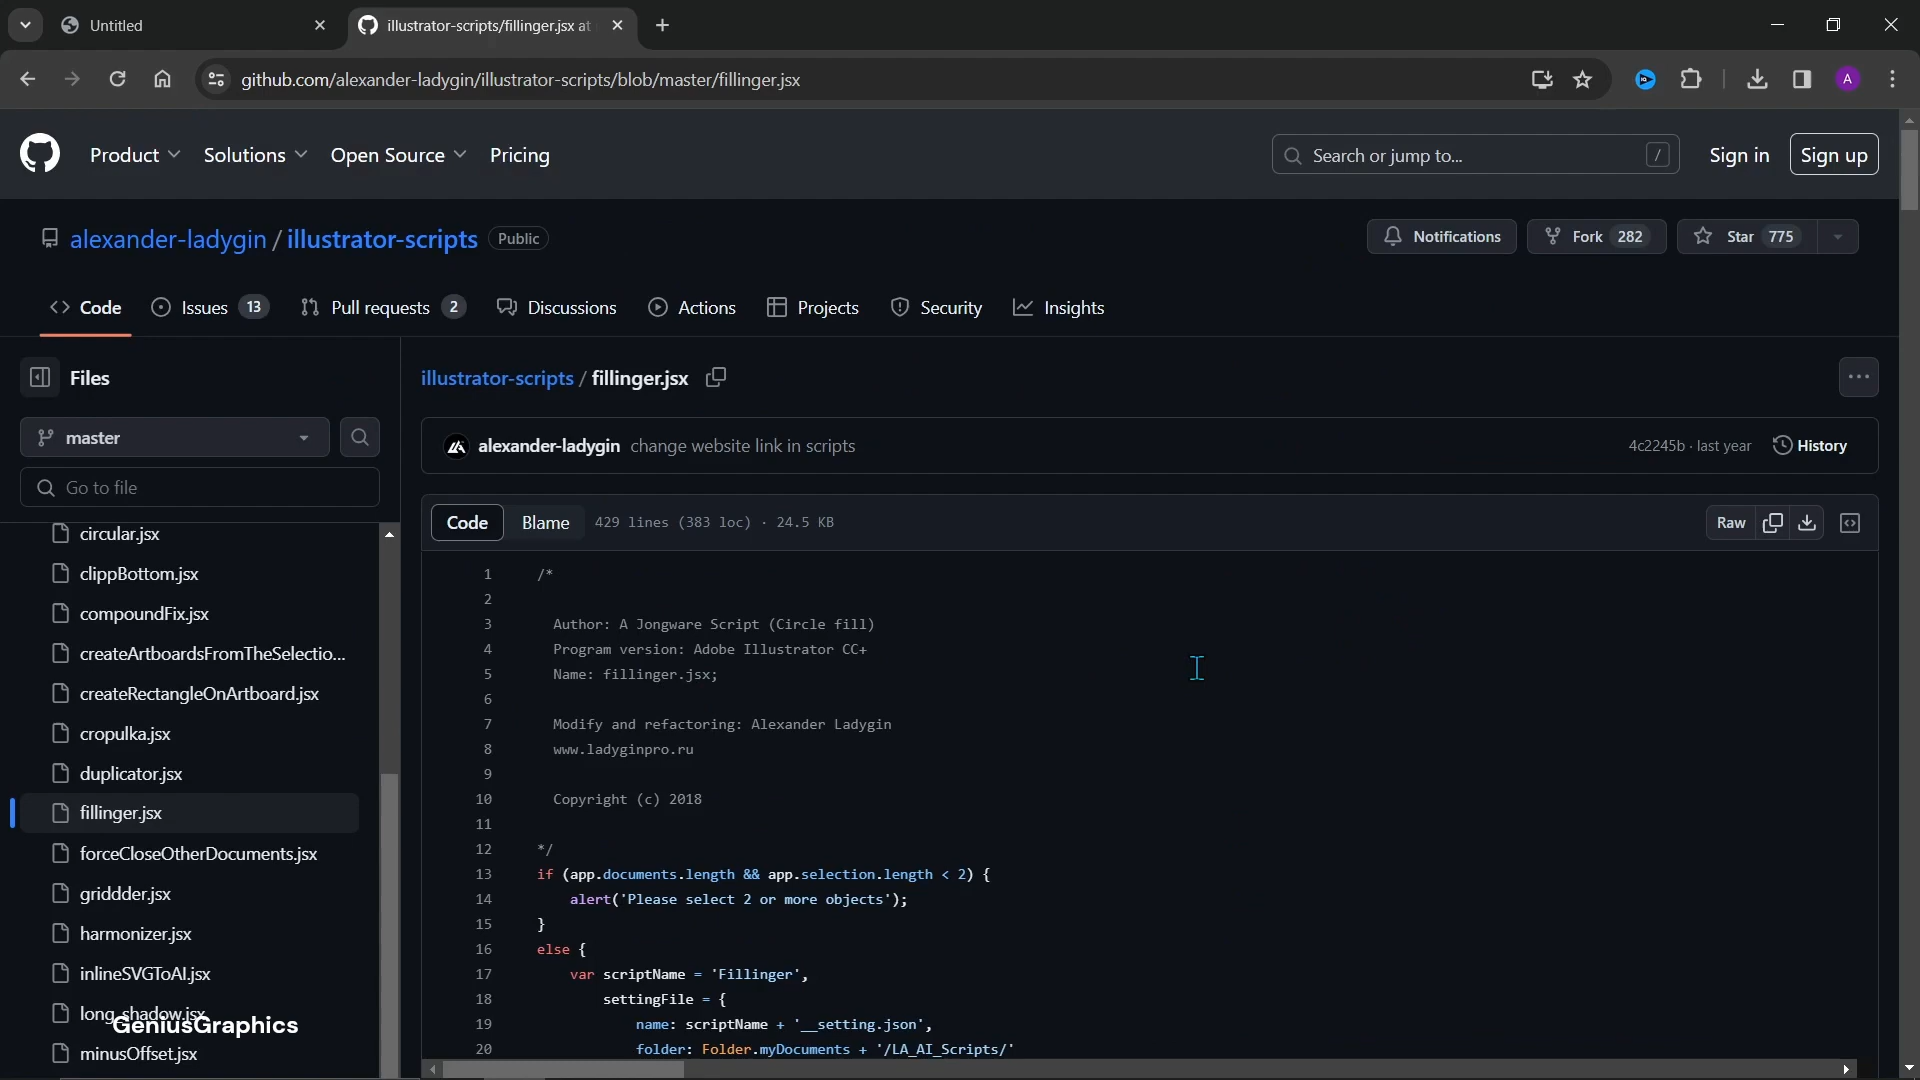 Untitled
illustrator-scripts/fillinger.jsx at
github.com/alexander-ladygin/illustrator-scripts/blob/master/fillinger.jsx
A
Product
Solutions
Open Source
Pricing
Search or jump to...
/
Sign in
Sign up
alexander-ladygin / illustrator-scripts
Public
Notifications
Fork 282
Star 775
Code
Issues 13
Pull requests 2
Discussions
Actions
Projects
Security
Insights
Files
master
Go to file
circular.jsx
clippBottom.jsx
compoundFix.jsx
createArtboardsFromTheSelectio...
createRectangleOnArtboard.jsx
cropulka.jsx
duplicator.jsx
fillinger.jsx
forceCloseOtherDocuments.jsx
griddder.jsx
harmonizer.jsx
inlineSVGToAI.jsx
long_shadow.jsx
GeniusGraphics
minusOffset.jsx
illustrator-scripts / fillinger.jsx
alexander-ladygin change website link in scripts
4c2245b · last year
History
Code
Blame
429 lines (383 loc) · 24.5 KB
Raw
1 /*
2
3 Author: A Jongware Script (Circle fill)
4 Program version: Adobe Illustrator CC+
5 Name: fillinger.jsx;
6
7 Modify and refactoring: Alexander Ladygin
8 www.ladyginpro.ru
9
10 Copyright (c) 2018
11
12 */
13 if (app.documents.length && app.selection.length < 2) {
14 alert('Please select 2 or more objects');
15 }
16 else {
17 var scriptName = 'Fillinger',
18 settingFile = {
19 name: scriptName + '__setting.json',
20 folder: Folder.myDocuments + '/LA_AI_Scripts/'